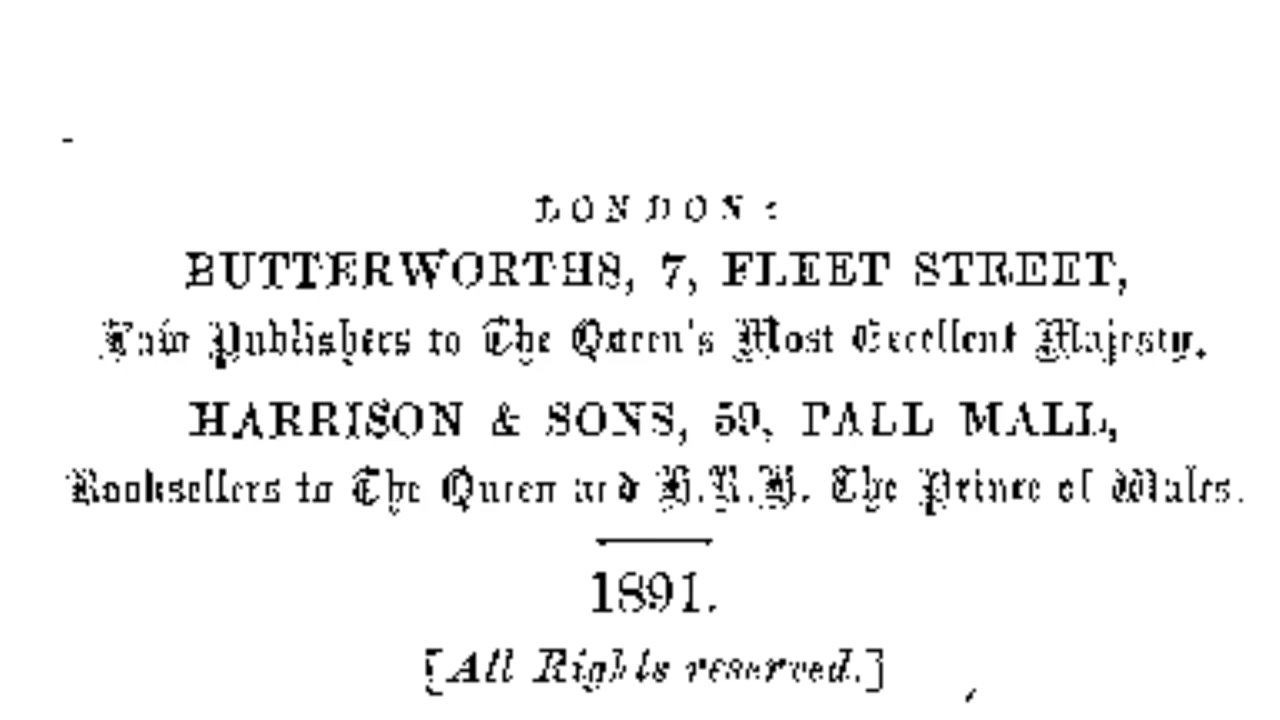 LONDON:
BUTTERWORTHS, 7, FLEET STREET,
Law Publishers to The Queen's Most Excellent Majesty.
HARRISON & SONS, 59, PALL MALL,
Booksellers to The Queen and H.R.H. The Prince of Wales.
1891.
[All Rights reserved.]